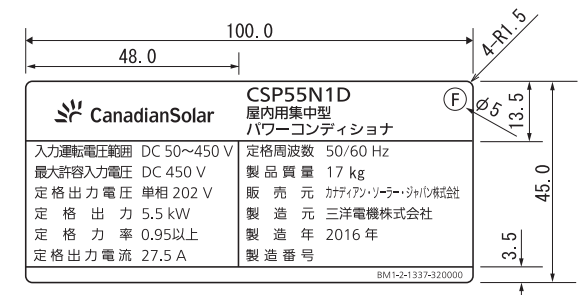 100.0
48.0
4-R1.5
CanadianSolar
CSP55N1D
屋内用集中型
パワーコンディショナ
F
φ5
13.5
45.0
3.5
入力運転電圧範囲 DC 50～450 V
最大許容入力電圧 DC 450 V
定格出力電圧 単相 202 V
定格出力 5.5 kW
定格力率 0.95以上
定格出力電流 27.5 A
定格周波数 50/60 Hz
製品質量 17 kg
販売元 カナディアン・ソーラー・ジャパン株式会社
製造元 三洋電機株式会社
製造年 2016 年
製造番号
BM1-2-1337-320000